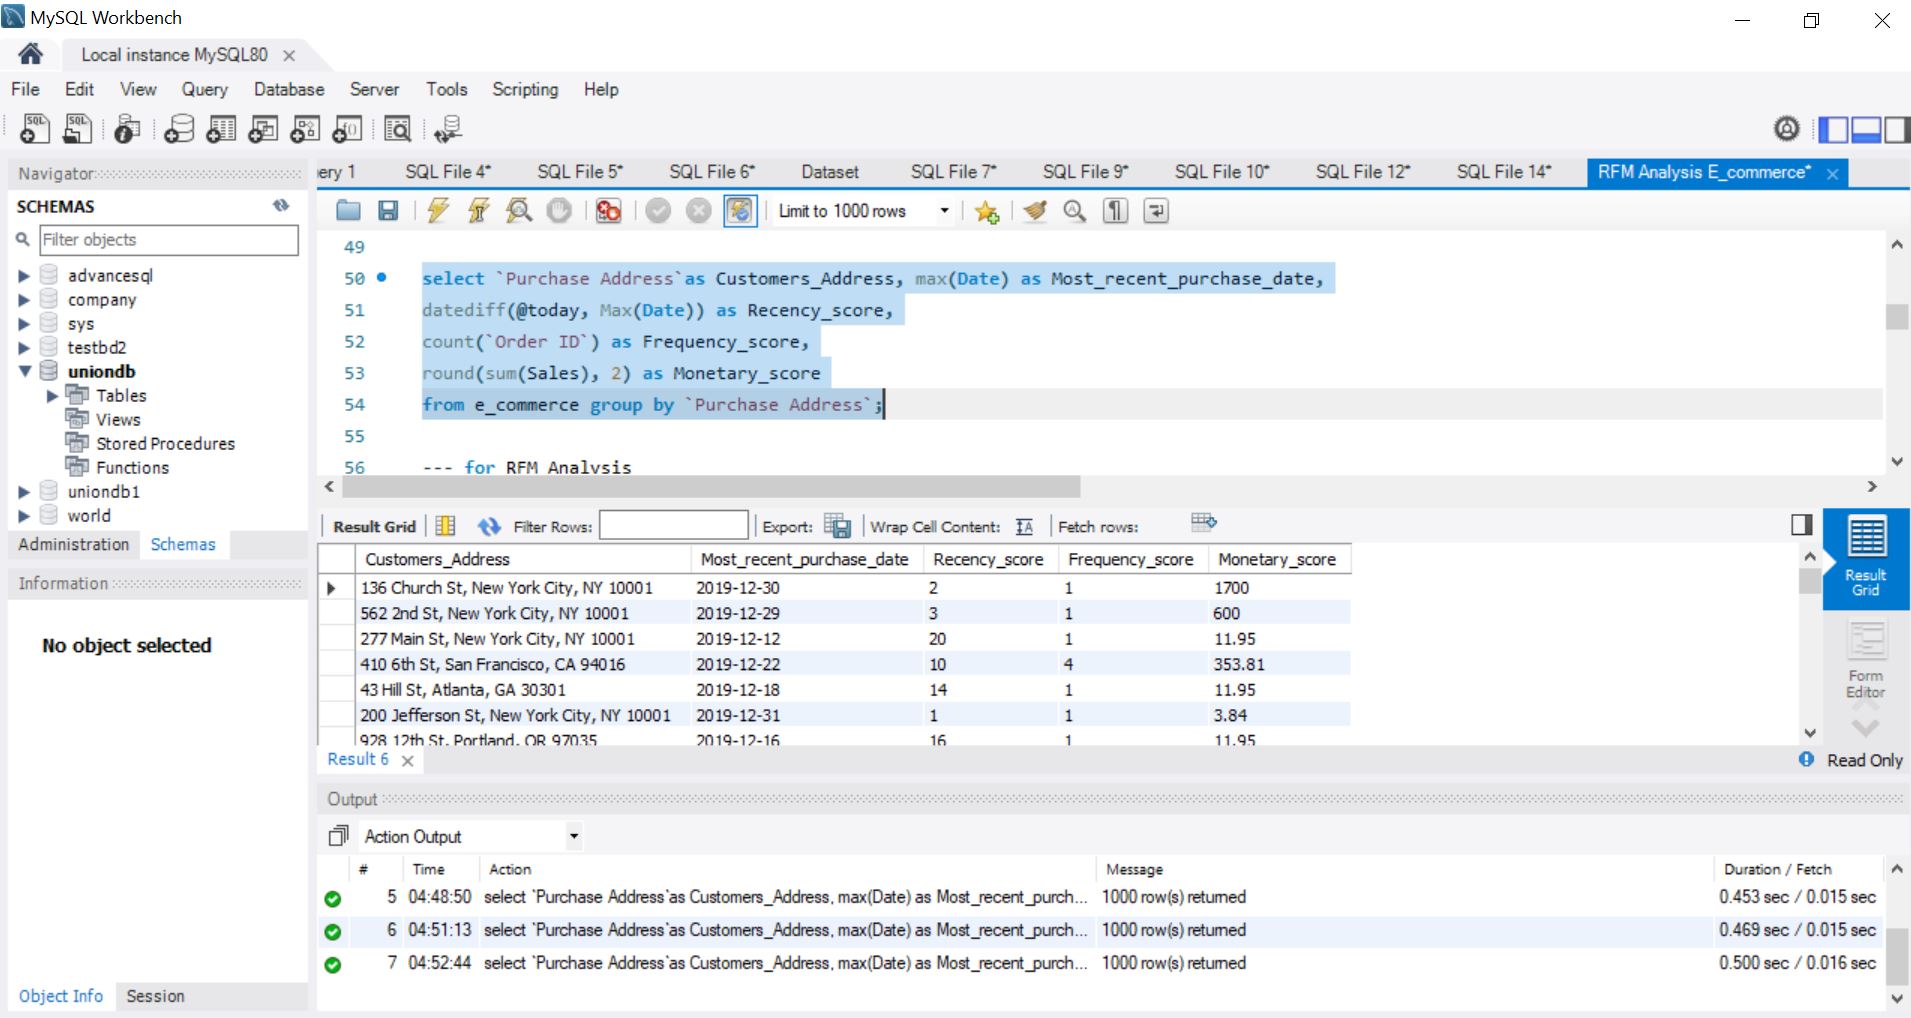 MySQL Workbench
Local instance MySQL80
File Edit View Query Database Server Tools Scripting Help
Navigator
ery 1 SQL File 4* SQL File 5* SQL File 6* Dataset SQL File 7* SQL File 9* SQL File 10* SQL File 12* SQL File 14* RFM Analysis E_commerce*
SCHEMAS
Limit to 1000 rows
Filter objects
advancesql
company
sys
testbd2
uniondb
Tables
Views
Stored Procedures
Functions
uniondb1
world
Administration Schemas
Information
No object selected
Object Info Session
49
50 select `Purchase Address`as Customers_Address, max(Date) as Most_recent_purchase_date,
51 datediff(@today, Max(Date)) as Recency_score,
52 count(`Order ID`) as Frequency_score,
53 round(sum(Sales), 2) as Monetary_score
54 from e_commerce group by `Purchase Address`;
55
56 --- for RFM Analysis
Result Grid Filter Rows: Export: Wrap Cell Content: Fetch rows:
Customers_Address Most_recent_purchase_date Recency_score Frequency_score Monetary_score
136 Church St, New York City, NY 10001 2019-12-30 2 1 1700
562 2nd St, New York City, NY 10001 2019-12-29 3 1 600
277 Main St, New York City, NY 10001 2019-12-12 20 1 11.95
410 6th St, San Francisco, CA 94016 2019-12-22 10 4 353.81
43 Hill St, Atlanta, GA 30301 2019-12-18 14 1 11.95
200 Jefferson St, New York City, NY 10001 2019-12-31 1 1 3.84
928 12th St, Portland, OR 97035 2019-12-16 16 1 11.95
Result Grid
Form Editor
Result 6
Read Only
Output
Action Output
# Time Action Message Duration / Fetch
5 04:48:50 select `Purchase Address`as Customers_Address, max(Date) as Most_recent_purch... 1000 row(s) returned 0.453 sec / 0.015 sec
6 04:51:13 select `Purchase Address`as Customers_Address, max(Date) as Most_recent_purch... 1000 row(s) returned 0.469 sec / 0.015 sec
7 04:52:44 select `Purchase Address`as Customers_Address, max(Date) as Most_recent_purch... 1000 row(s) returned 0.500 sec / 0.016 sec